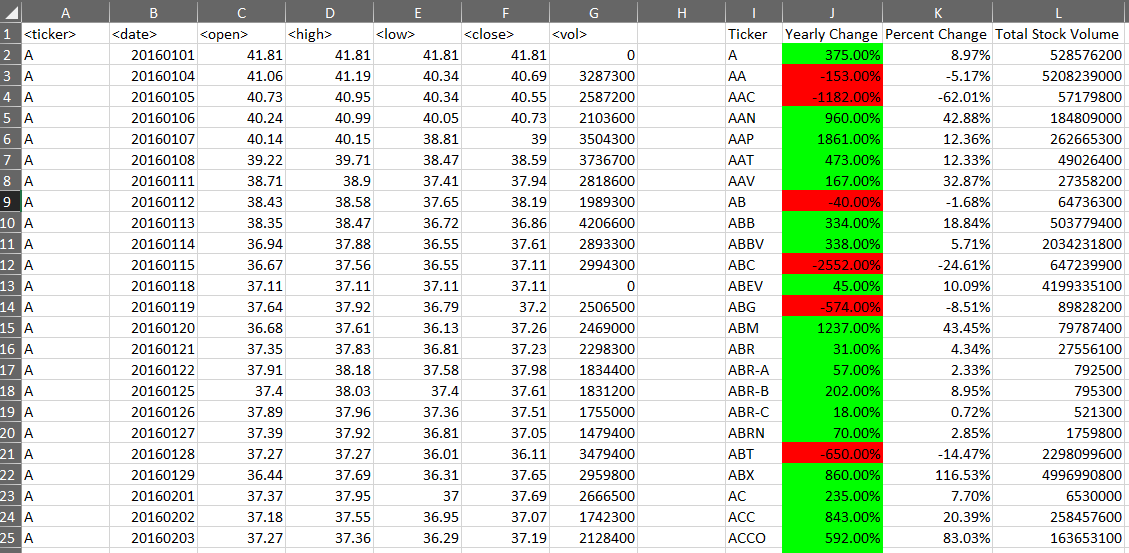 A B C D E F G H I J K L
1 <ticker> <date> <open> <high> <low> <close> <vol> Ticker Yearly Change Percent Change Total Stock Volume
2 A 20160101 41.81 41.81 41.81 41.81 0 A 375.00% 8.97% 528576200
3 A 20160104 41.06 41.19 40.34 40.69 3287300 AA -153.00% -5.17% 5208239000
4 A 20160105 40.73 40.95 40.34 40.55 2587200 AAC -1182.00% -62.01% 57179800
5 A 20160106 40.24 40.99 40.05 40.73 2103600 AAN 960.00% 42.88% 184809000
6 A 20160107 40.14 40.15 38.81 39 3504300 AAP 1861.00% 12.36% 262665300
7 A 20160108 39.22 39.71 38.47 38.59 3736700 AAT 473.00% 12.33% 49026400
8 A 20160111 38.71 38.9 37.41 37.94 2818600 AAV 167.00% 32.87% 27358200
9 A 20160112 38.43 38.58 37.65 38.19 1989300 AB -40.00% -1.68% 64736300
10 A 20160113 38.35 38.47 36.72 36.86 4206600 ABB 334.00% 18.84% 503779400
11 A 20160114 36.94 37.88 36.55 37.61 2893300 ABBV 338.00% 5.71% 2034231800
12 A 20160115 36.67 37.56 36.55 37.11 2994300 ABC -2552.00% -24.61% 647239900
13 A 20160118 37.11 37.11 37.11 37.11 0 ABEV 45.00% 10.09% 4199335100
14 A 20160119 37.64 37.92 36.79 37.2 2506500 ABG -574.00% -8.51% 89828200
15 A 20160120 36.68 37.61 36.13 37.26 2469000 ABM 1237.00% 43.45% 79787400
16 A 20160121 37.35 37.83 36.81 37.23 2298300 ABR 31.00% 4.34% 27556100
17 A 20160122 37.91 38.18 37.58 37.98 1834400 ABR-A 57.00% 2.33% 792500
18 A 20160125 37.4 38.03 37.4 37.61 1831200 ABR-B 202.00% 8.95% 795300
19 A 20160126 37.89 37.96 37.36 37.51 1755000 ABR-C 18.00% 0.72% 521300
20 A 20160127 37.39 37.92 36.81 37.05 1479400 ABRN 70.00% 2.85% 1759800
21 A 20160128 37.27 37.27 36.01 36.11 3479400 ABT -650.00% -14.47% 2298099600
22 A 20160129 36.44 37.69 36.31 37.65 2959800 ABX 860.00% 116.53% 4996990800
23 A 20160201 37.37 37.95 37 37.69 2666500 AC 235.00% 7.70% 6530000
24 A 20160202 37.18 37.55 36.95 37.07 1742300 ACC 843.00% 20.39% 258457600
25 A 20160203 37.27 37.36 36.29 37.19 2128400 ACCO 592.00% 83.03% 163653100